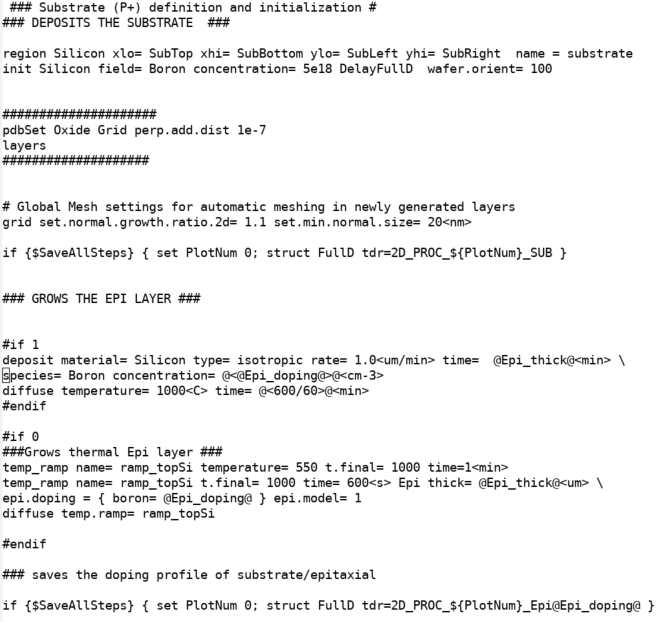 ### Substrate (P+) definition and initialization #
### DEPOSITS THE SUBSTRATE  ###
region Silicon xlo= SubTop xhi= SubBottom ylo= SubLeft yhi= SubRight  name = substrate
init Silicon field= Boron concentration= 5e18 DelayFullD  wafer.orient= 100
#####################
pdbSet Oxide Grid perp.add.dist 1e-7
layers
####################
# Global Mesh settings for automatic meshing in newly generated layers
grid set.normal.growth.ratio.2d= 1.1 set.min.normal.size= 20<nm>
if {$SaveAllSteps} { set PlotNum 0; struct FullD tdr=2D_PROC_${PlotNum}_SUB }
### GROWS THE EPI LAYER ###
#if 1
deposit material= Silicon type= isotropic rate= 1.0<um/min> time=  @Epi_thick@<min> \
species= Boron concentration= @<@Epi_doping@>@<cm-3>
diffuse temperature= 1000<C> time= @<600/60>@<min>
#endif
#if 0
###Grows thermal Epi layer ###
temp_ramp name= ramp_topSi temperature= 550 t.final= 1000 time=1<min>
temp_ramp name= ramp_topSi t.final= 1000 time= 600<s> Epi thick= @Epi_thick@<um> \
epi.doping = { boron= @Epi_doping@ } epi.model= 1
diffuse temp.ramp= ramp_topSi
#endif
### saves the doping profile of substrate/epitaxial
if {$SaveAllSteps} { set PlotNum 0; struct FullD tdr=2D_PROC_${PlotNum}_Epi@Epi_doping@ }